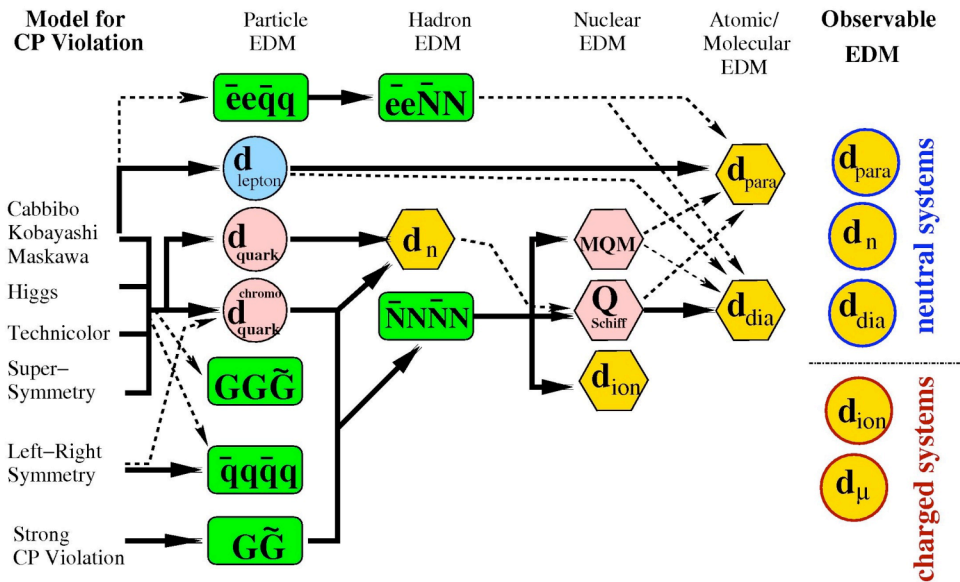 Model for
CP Violation
Particle
EDM
Hadron
EDM
Nuclear
EDM
Atomic/
Molecular
EDM
Observable
EDM
ēeq̄q
ēeN̄N
d
lepton
d
para
d
para
Cabbibo
Kobayashi
Maskawa
d
quark
d n
MQM
d n
Higgs
chromo
d
quark
N̄NN̄N
Q
Schiff
d
dia
d
dia
neutral systems
Technicolor
Super-
Symmetry
GGG̃
d ion
d
ion
Left-Right
Symmetry
q̄qq̄q
d μ
charged systems
Strong
CP Violation
GG̃